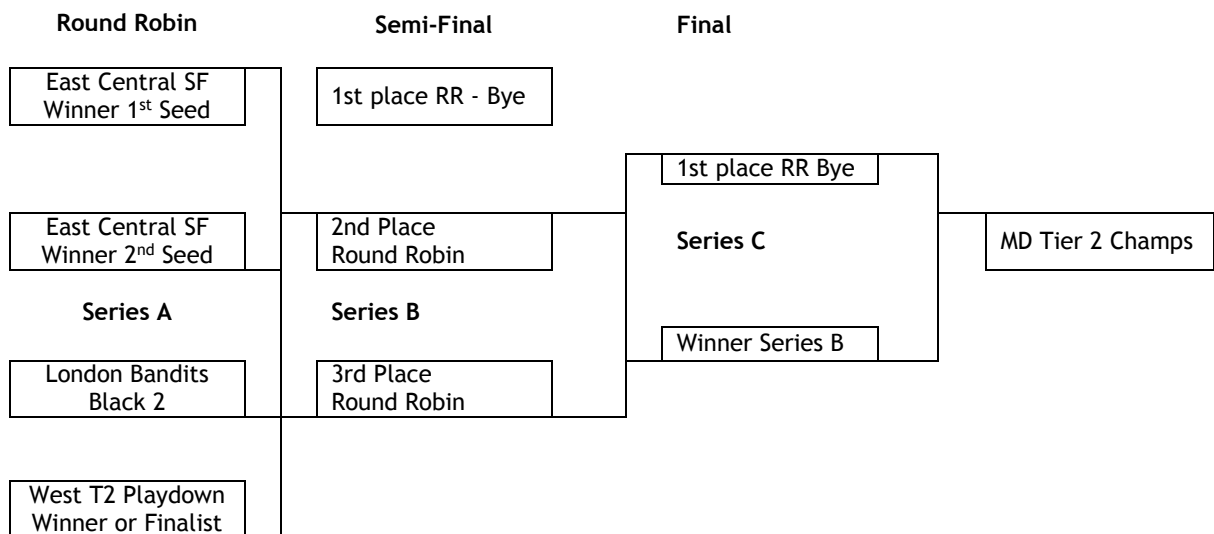 Round Robin
Semi-Final
Final
East Central SF
Winner 1st Seed
1st place RR - Bye
1st place RR Bye
East Central SF
Winner 2nd Seed
2nd Place
Round Robin
Series C
MD Tier 2 Champs
Series A
Series B
Winner Series B
London Bandits
Black 2
3rd Place
Round Robin
West T2 Playdown
Winner or Finalist